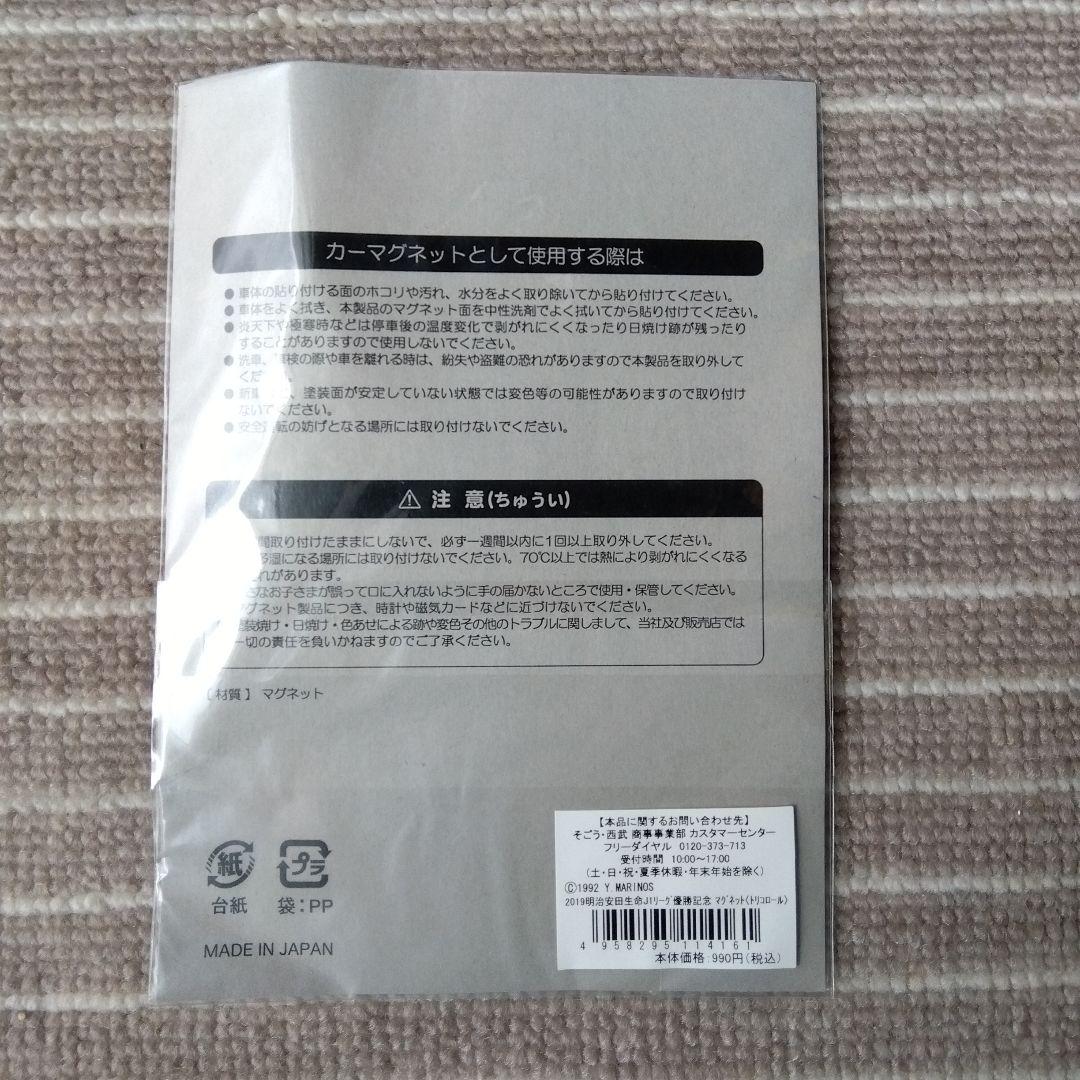 カーマグネットとして使用する際は
●車体の貼り付ける面のホコリや汚れ、水分をよく取り除いてから貼り付けてください。
●車体をよく拭き、本製品のマグネット面を中性洗剤でよく拭いてから貼り付けてください。
●炎天下や極寒時などは停車後の温度変化で剥がれにくくなったり日焼け跡が残ったり
することがありますので使用しないでください。
●洗車、車検の際や車を離れる時は、紛失や盗難の恐れがありますので本製品を取り外して
くだ
●新車 、塗装面が安定していない状態では変色等の可能性がありますので取り付け
ないでください。
●安全運転の妨げとなる場所には取り付けないでください。
⚠ 注 意(ちゅうい)
間取り付けたままにしないで、必ず一週間以内に1回以上取り外してください。
温になる場所には取り付けないでください。70℃以上では熱により剥がれにくくなる
れがあります。
なお子さまが誤って口に入れないように手の届かないところで使用・保管してください。
グネット製品につき、時計や磁気カードなどに近づけないでください。
装焼け・日焼け・色あせによる跡や変色その他のトラブルに関しまして、当社及び販売店では
一切の責任を負いかねますのでご了承ください。
【材質】 マグネット
紙 プラ
台紙 袋:PP
MADE IN JAPAN
【本品に関するお問い合わせ先】
そごう・西武 商事事業部 カスタマーセンター
フリーダイヤル 0120-373-713
受付時間 10:00~17:00
(土・日・祝・夏季休暇・年末年始を除く)
Ⓒ1992 Y.MARINOS
2019明治安田生命J1リーグ優勝記念 マグネット(トリコロール)
4 958295 114161
本体価格:990円(税込)